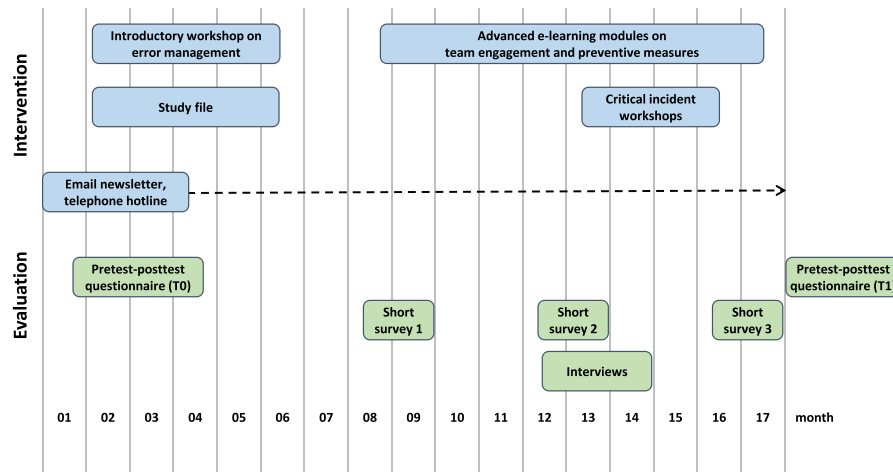 Intervention
Introductory workshop on
error management
Advanced e-learning modules on
team engagement and preventive measures
Study file
Critical incident
workshops
Email newsletter,
telephone hotline
Evaluation
Pretest-posttest
questionnaire (T0)
Pretest-posttest
questionnaire (T1)
Short
survey 1
Short
survey 2
Short
survey 3
Interviews
01 02 03 04 05 06 07 08 09 10 11 12 13 14 15 16 17 month